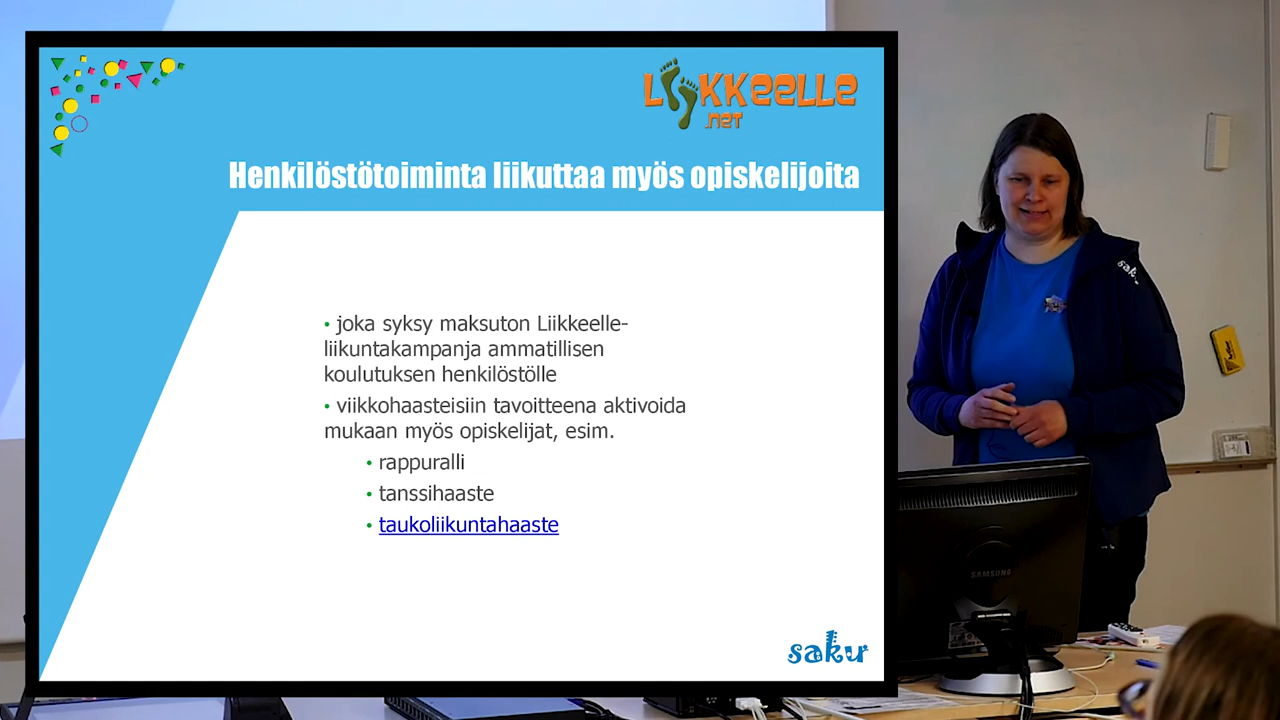 LiiKKEELLE
.NET
Henkilöstötoiminta liikuttaa myös opiskelijoita
• joka syksy maksuton Liikkeelle-
liikuntakampanja ammatillisen
koulutuksen henkilöstölle
• viikkohaasteisiin tavoitteena aktivoida
mukaan myös opiskelijat, esim.
• rappuralli
• tanssihaaste
• taukoliikuntahaaste
saku
saku
SAMSUNG